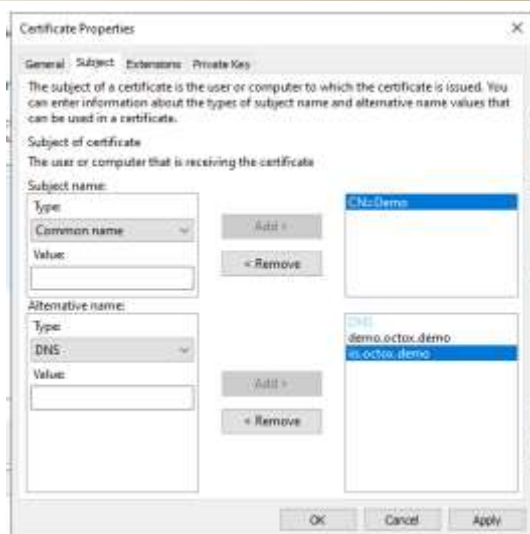 Certificate Properties
General Subject Extensions Private Key
The subject of a certificate is the user or computer to which the certificate is issued. You
can enter information about the types of subject name and alternative name values that
can be used in a certificate.
Subject of certificate
The user or computer that is receiving the certificate
Subject name:
Type:
Common name
Value:
Add >
< Remove
CN=Demo
Alternative name:
Type:
DNS
Value:
Add >
< Remove
DNS
demo.octox.demo
iis.octox.demo
OK Cancel Apply